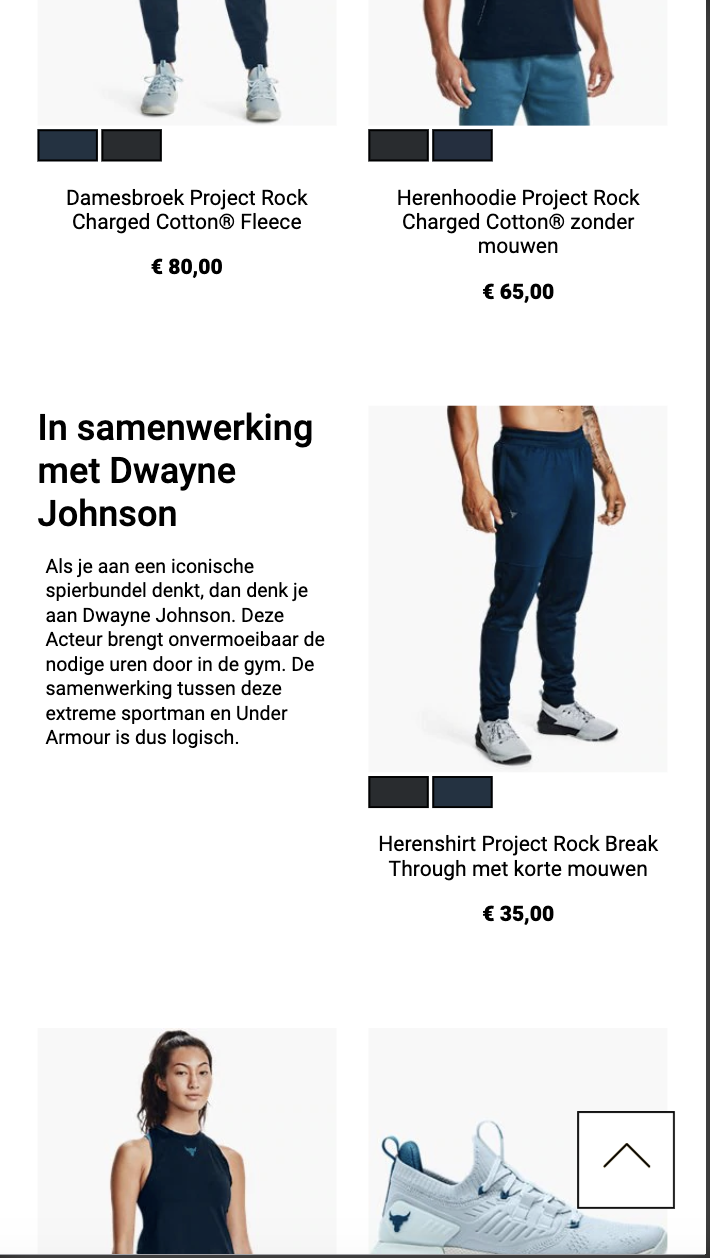 Damesbroek Project Rock
Charged Cotton® Fleece
€ 80,00
Herenhoodie Project Rock
Charged Cotton® zonder
mouwen
€ 65,00
In samenwerking
met Dwayne
Johnson
Als je aan een iconische
spierbundel denkt, dan denk je
aan Dwayne Johnson. Deze
Acteur brengt onvermoeibaar de
nodige uren door in de gym. De
samenwerking tussen deze
extreme sportman en Under
Armour is dus logisch.
Herenshirt Project Rock Break
Through met korte mouwen
€ 35,00